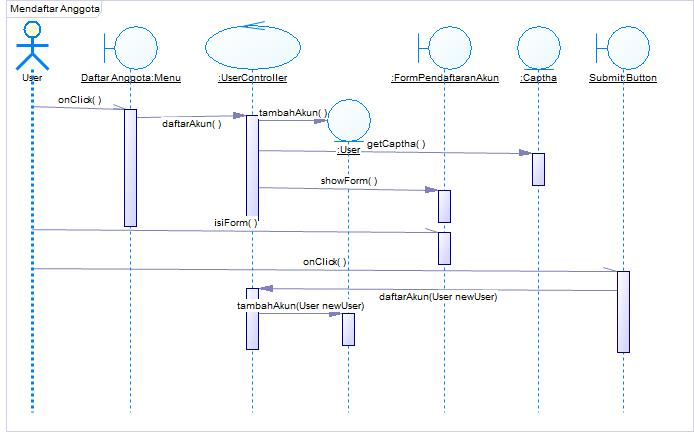 Mendaftar Anggota
User
Daftar Anggota:Menu
:UserController
:FormPendaftaranAkun
:Captha
Submit:Button
onClick( )
daftarAkun( )
tambahAkun( )
:User
getCaptha( )
showForm( )
isiForm( )
onClick( )
daftarAkun(User newUser)
tambahAkun(User newUser)